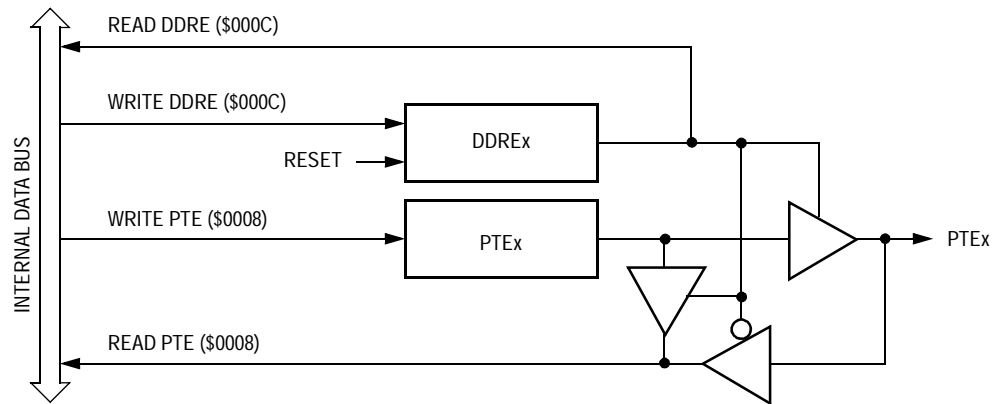 READ DDRE ($000C)
WRITE DDRE ($000C)
DDREx
RESET
INTERNAL DATA BUS
WRITE PTE ($0008)
PTEx
PTEx
READ PTE ($0008)